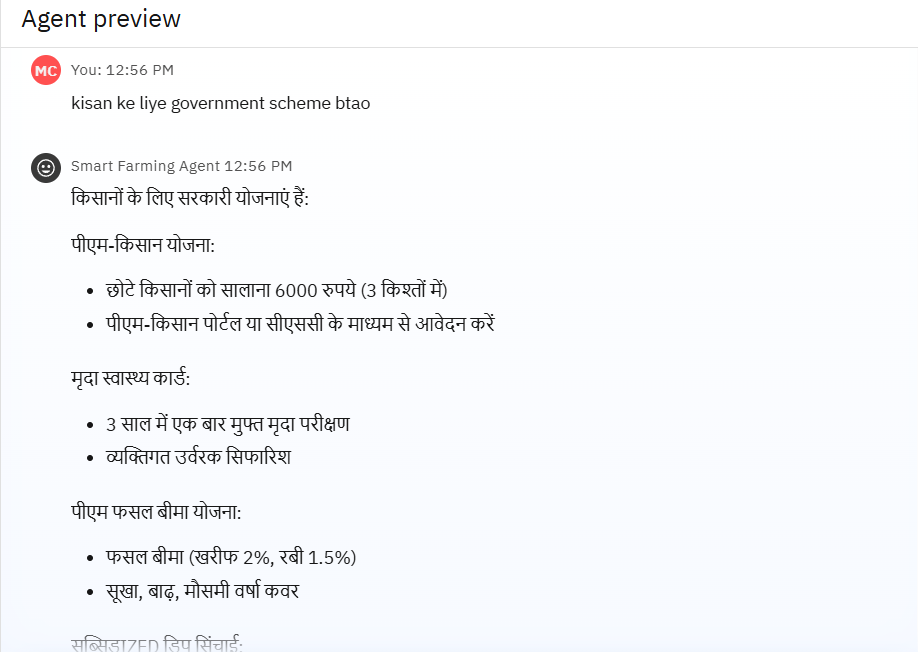 Agent preview
MC
You: 12:56 PM
kisan ke liye government scheme btao
Smart Farming Agent 12:56 PM
किसानों के लिए सरकारी योजनाएं हैं:
पीएम-किसान योजना:
• छोटे किसानों को सालाना 6000 रुपये (3 किश्तों में)
• पीएम-किसान पोर्टल या सीएससी के माध्यम से आवेदन करें
मृदा स्वास्थ्य कार्ड:
• 3 साल में एक बार मुफ्त मृदा परीक्षण
• व्यक्तिगत उर्वरक सिफारिश
पीएम फसल बीमा योजना:
• फसल बीमा (खरीफ 2%, रबी 1.5%)
• सूखा, बाढ़, मौसमी वर्षा कवर
सब्सिडाIZED ड्रिप सिंचाई: